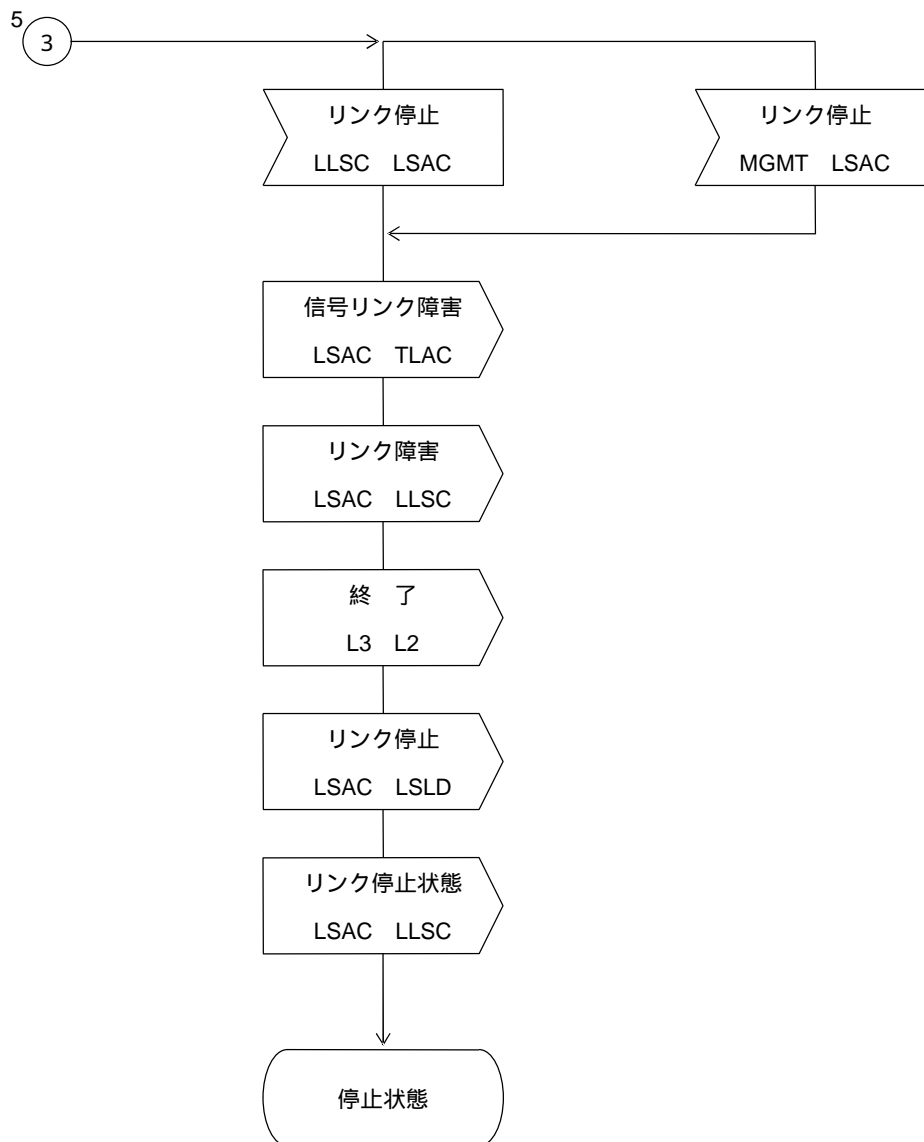 5
3
リンク停止
LLSC LSAC
リンク停止
MGMT LSAC
信号リンク障害
LSAC TLAC
リンク障害
LSAC LLSC
終 了
L3 L2
リンク停止
LSAC LSLD
リンク停止状態
LSAC LLSC
停止状態